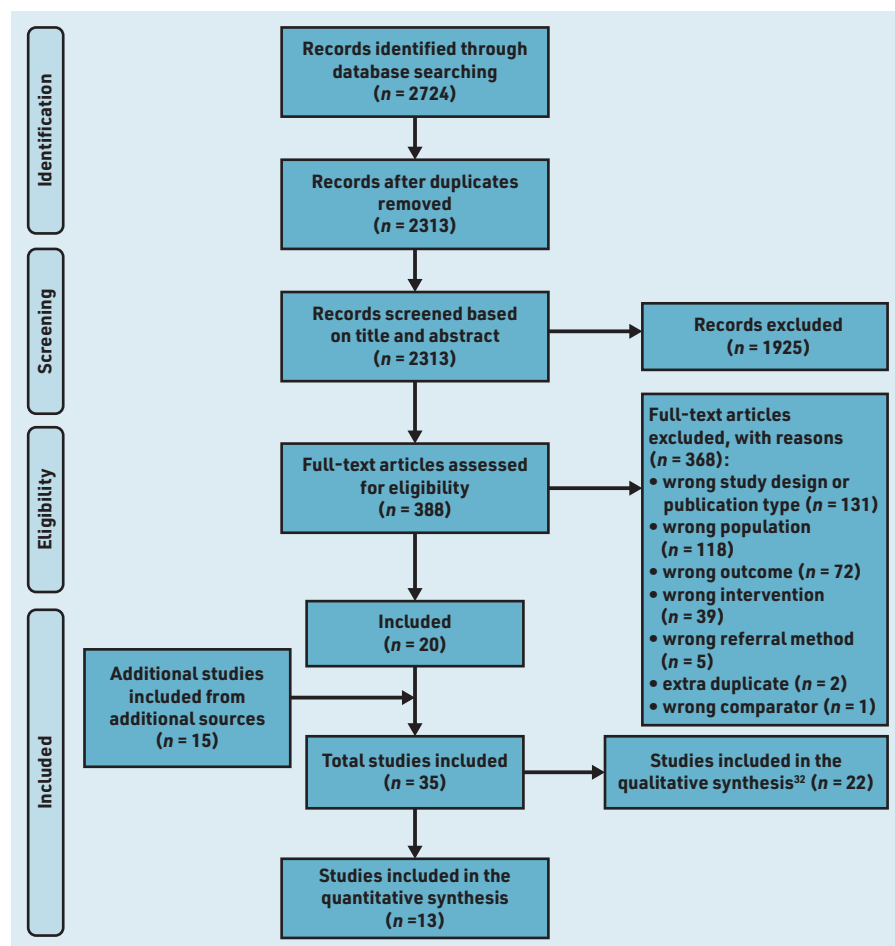 Identification
Records identified through
database searching
(n = 2724)
Records after duplicates
removed
(n = 2313)
Screening
Records screened based
on title and abstract
(n = 2313)
Records excluded
(n = 1925)
Eligibility
Full-text articles assessed
for eligibility
(n = 388)
Full-text articles
excluded, with reasons
(n = 368):
• wrong study design or
publication type (n = 131)
• wrong population
(n = 118)
• wrong outcome (n = 72)
• wrong intervention
(n = 39)
• wrong referral method
(n = 5)
• extra duplicate (n = 2)
• wrong comparator (n = 1)
Included
Included
(n = 20)
Additional studies
included from
additional sources
(n = 15)
Total studies included
(n = 35)
Studies included in the
qualitative synthesis³² (n = 22)
Studies included in the
quantitative synthesis
(n =13)